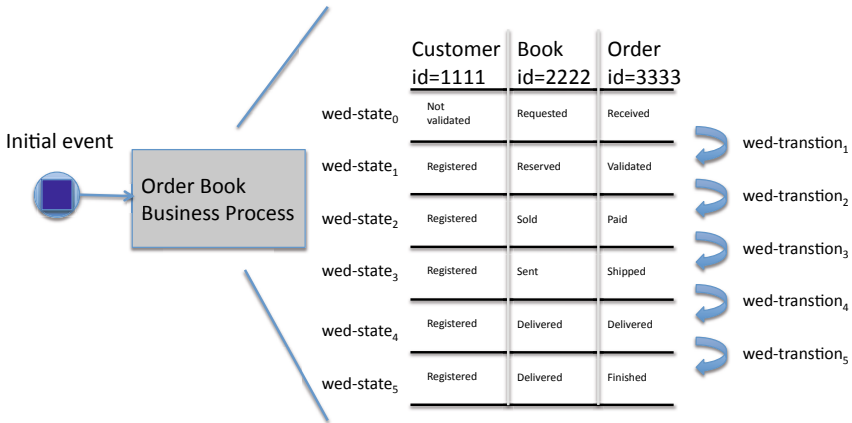 Customer Book Order
id=1111 id=2222 id=3333
wed-state₀ Not validated Requested Received
wed-transtion₁
Initial event
wed-state₁ Registered Reserved Validated
Order Book
Business Process
wed-transtion₂
wed-state₂ Registered Sold Paid
wed-transtion₃
wed-state₃ Registered Sent Shipped
wed-transtion₄
wed-state₄ Registered Delivered Delivered
wed-transtion₅
wed-state₅ Registered Delivered Finished